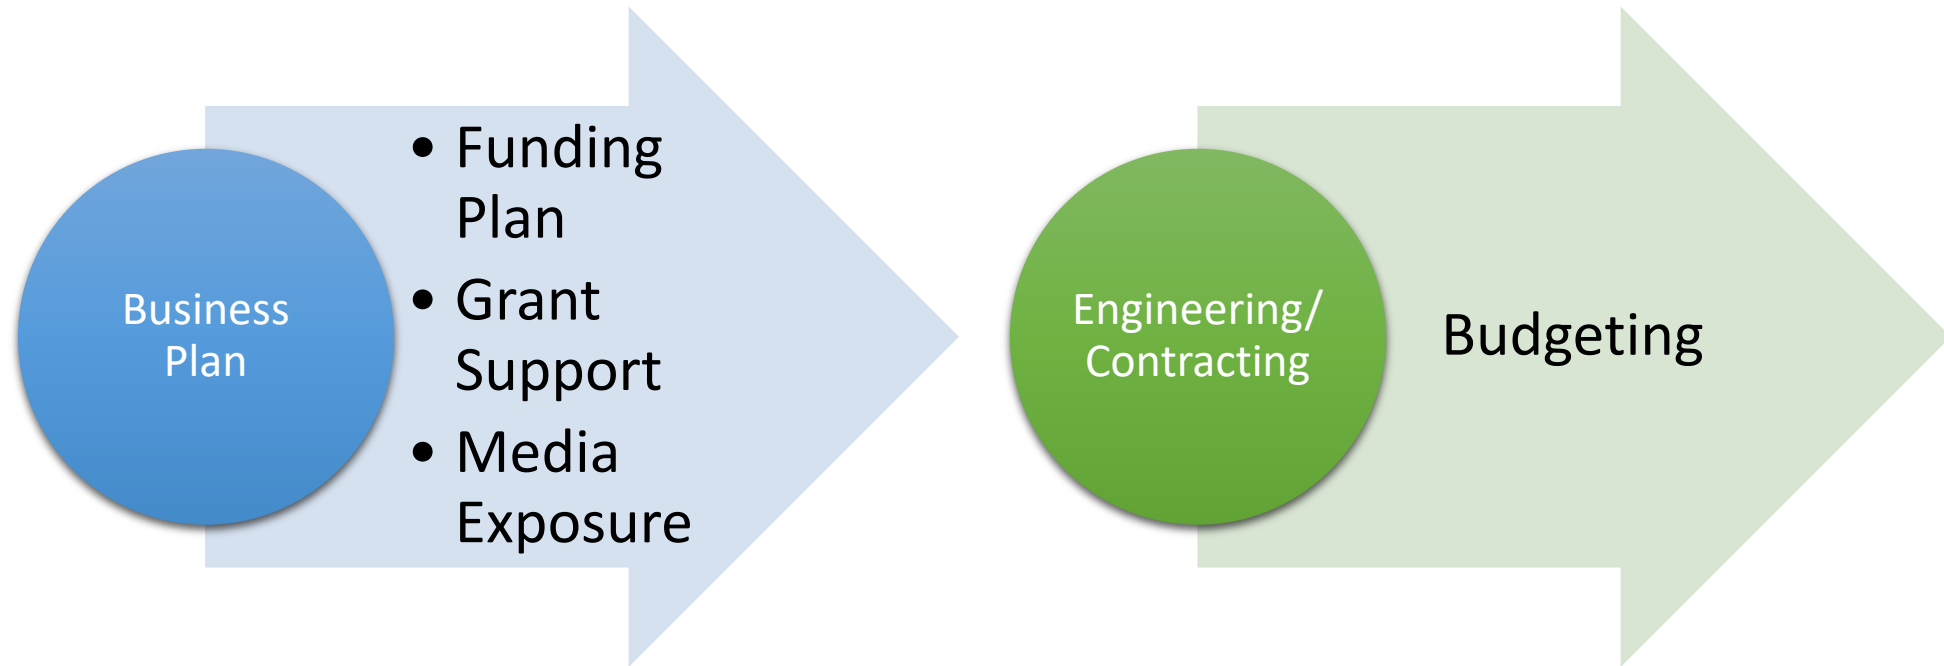 Business
Plan
• Funding
Plan
• Grant
Support
• Media
Exposure
Engineering/
Contracting
Budgeting